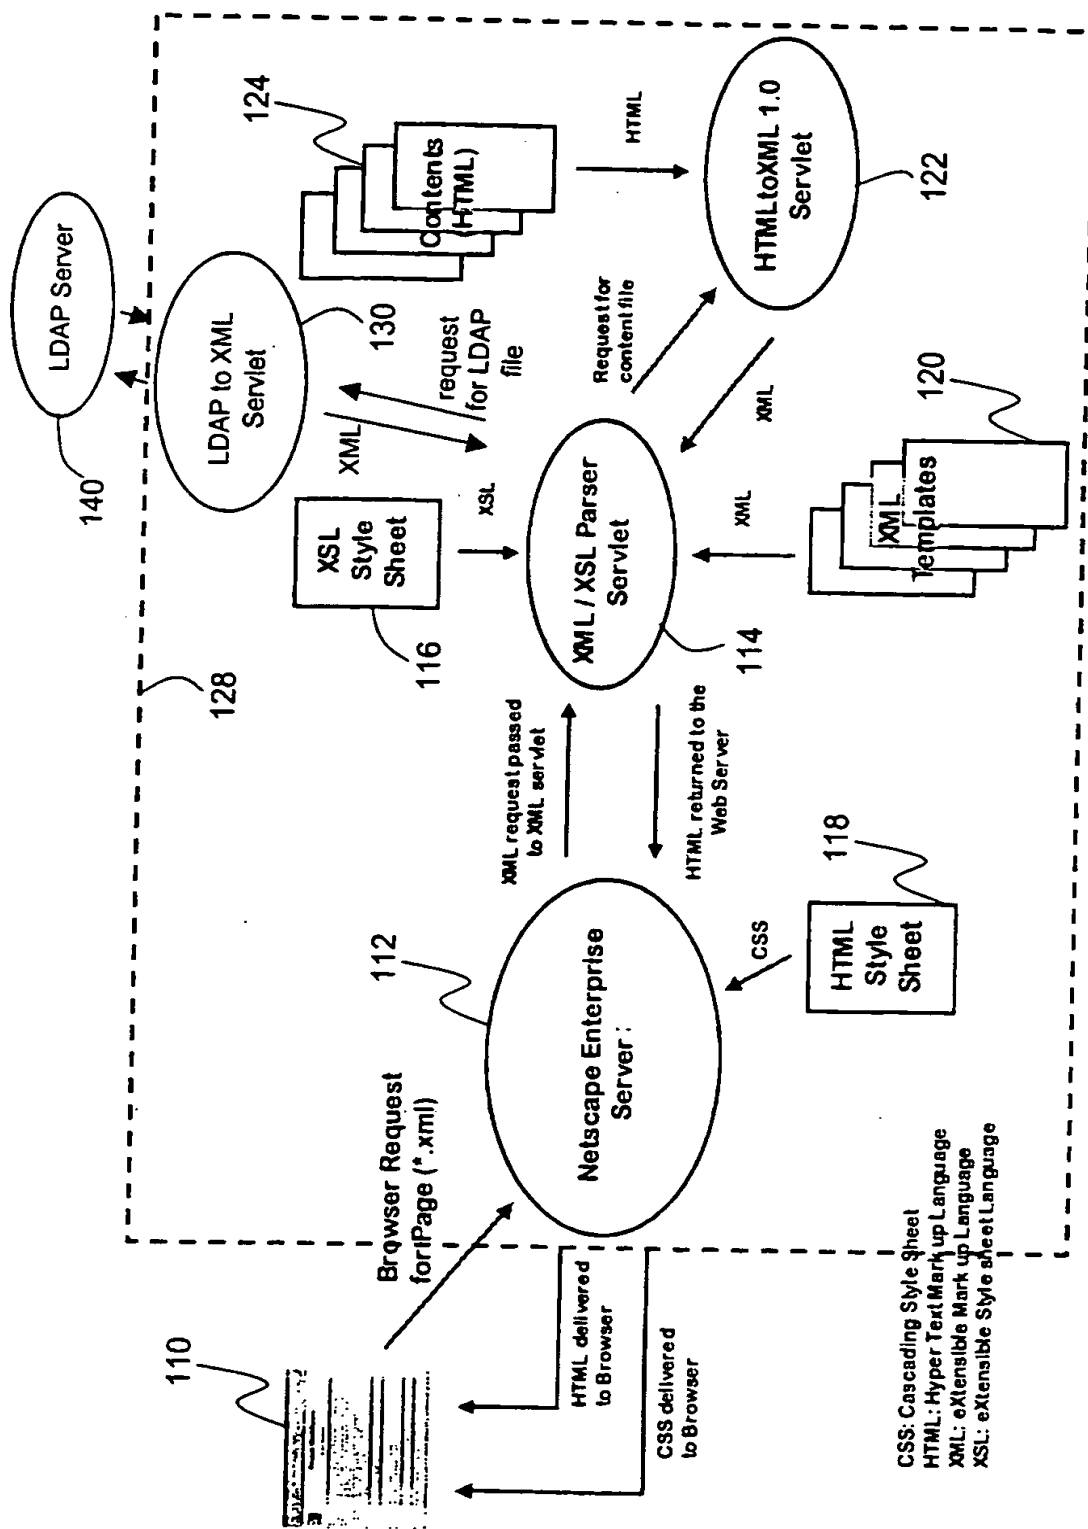 110
Browser Request
forIPage (*.xml)
HTML delivered
to Browser
CSS delivered
to Browser
CSS: Cascading Style Sheet
HTML: Hyper Text Mark up Language
XML: eXtensible Mark up Language
XSL: eXtensible Style sheet Language
112
Netscape Enterprise
Server :
CSS
HTML
Style
Sheet
118
128
XML request passed
to XML servlet
HTML returned to the
Web Server
XSL
Style
Sheet
116
XSL
XML / XSL Parser
Servlet
114
XML
XML
Templates
120
140
LDAP Server
LDAP to XML
Servlet
130
XML
request
for LDAP
file
Request for
content file
XML
124
Contents
(HTML)
HTML
HTMLtoXML 1.0
Servlet
122